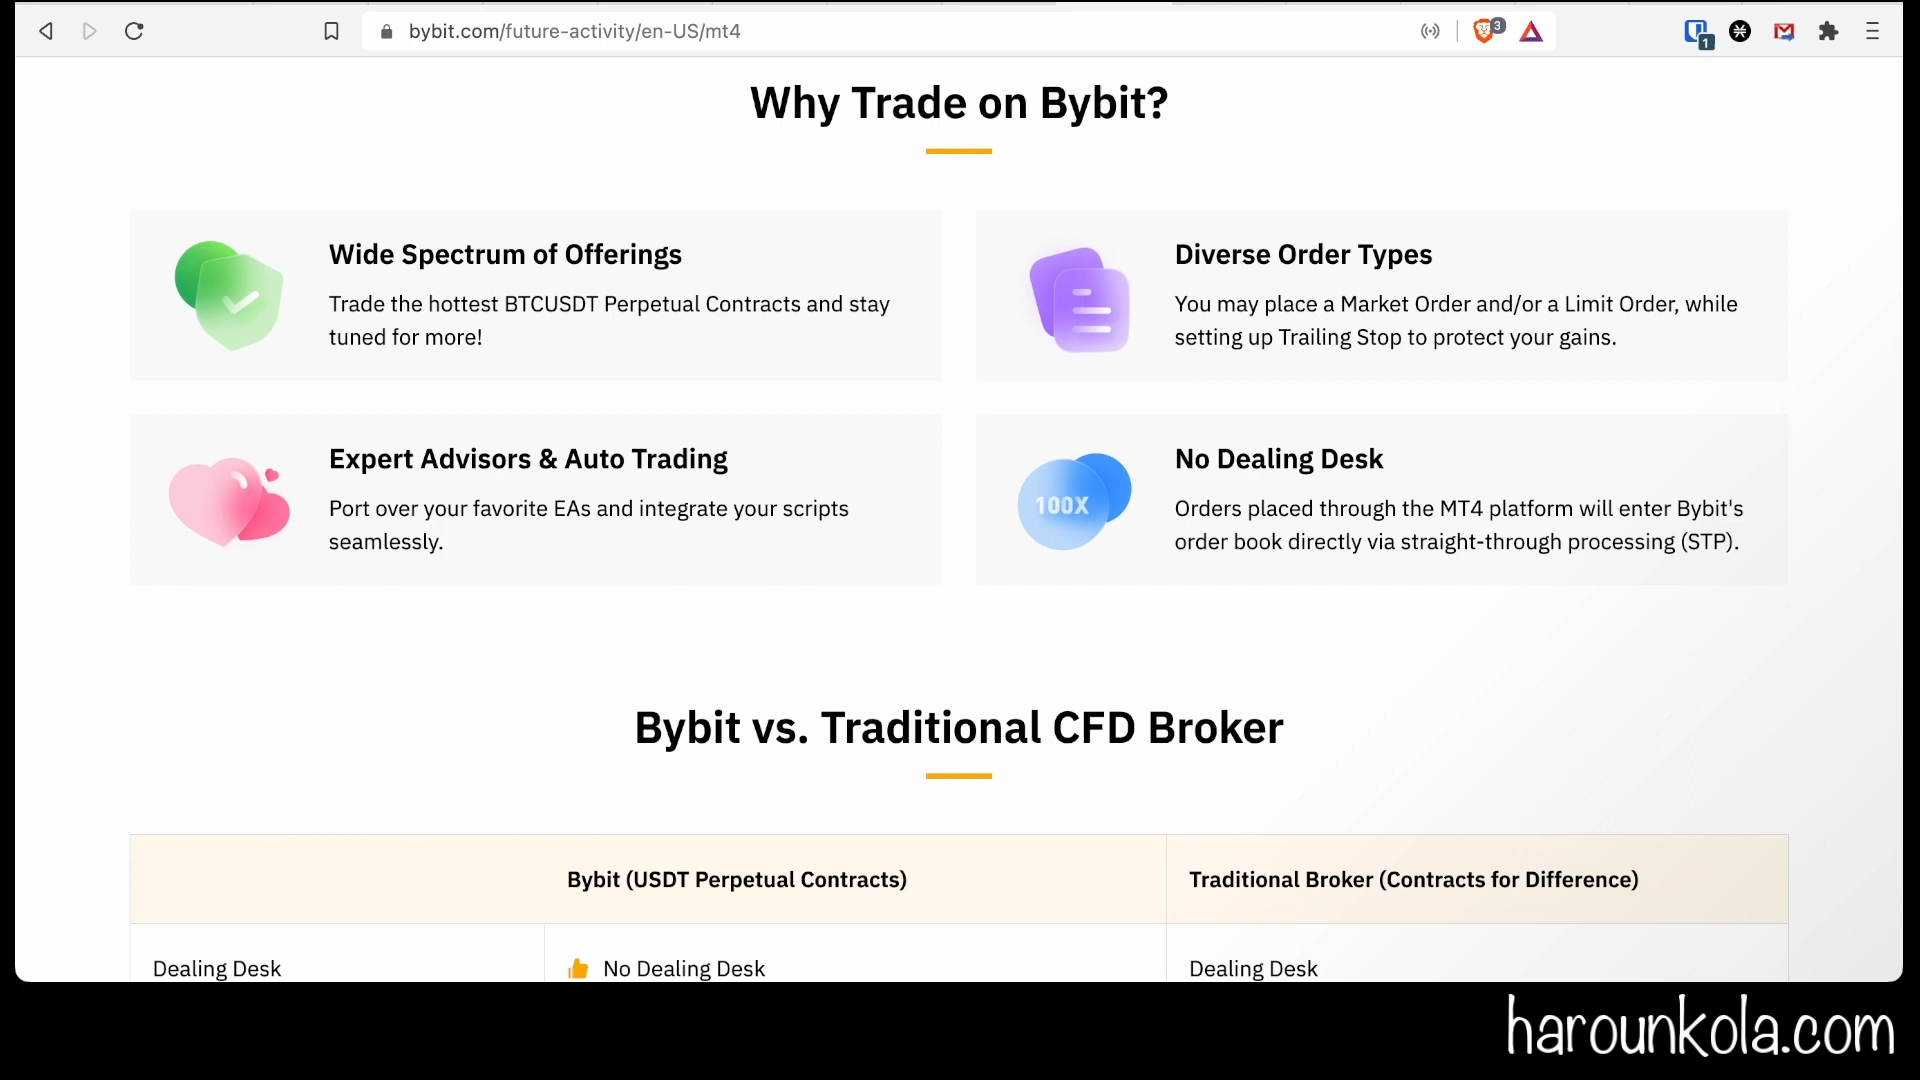 bybit.com/future-activity/en-US/mt4
3
1
Why Trade on Bybit?
Wide Spectrum of Offerings
Trade the hottest BTCUSDT Perpetual Contracts and stay
tuned for more!
Diverse Order Types
You may place a Market Order and/or a Limit Order, while
setting up Trailing Stop to protect your gains.
Expert Advisors & Auto Trading
Port over your favorite EAs and integrate your scripts
seamlessly.
100X
No Dealing Desk
Orders placed through the MT4 platform will enter Bybit's
order book directly via straight-through processing (STP).
Bybit vs. Traditional CFD Broker
Bybit (USDT Perpetual Contracts)
Traditional Broker (Contracts for Difference)
Dealing Desk
No Dealing Desk
Dealing Desk
harounkola.com